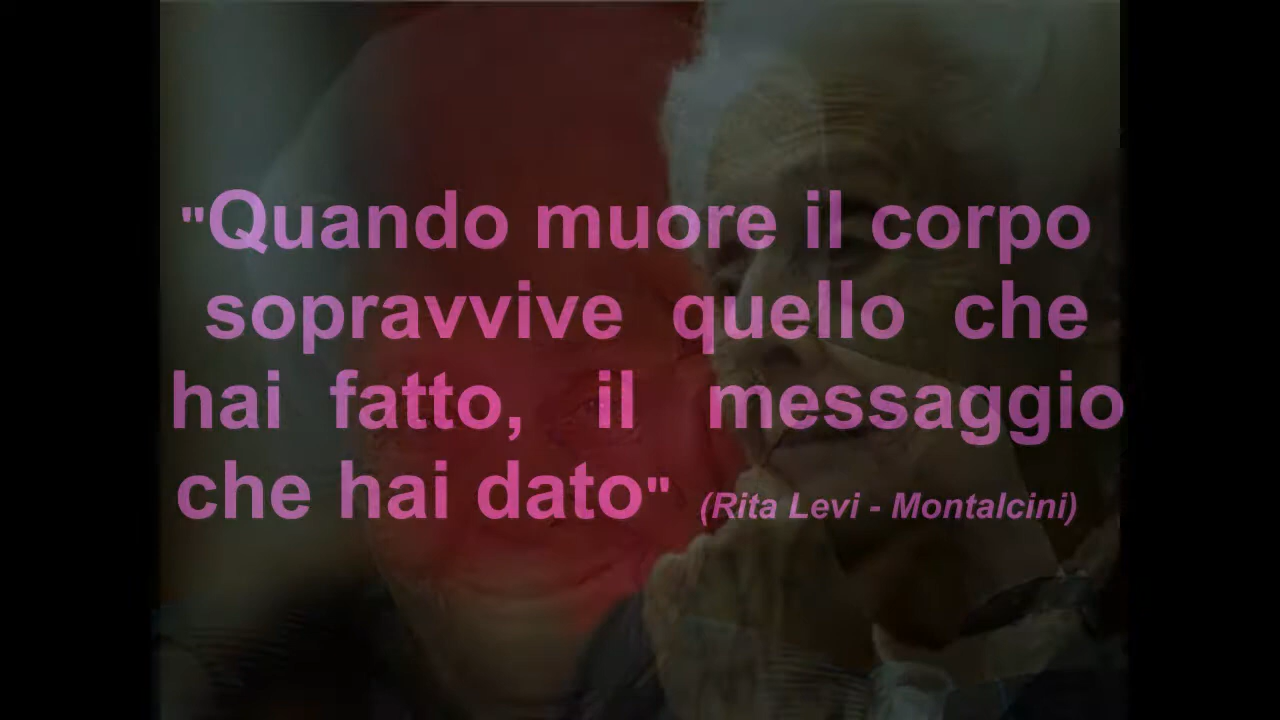 "Quando muore il corpo
sopravvive quello che
hai fatto, il messaggio
che hai dato" (Rita Levi - Montalcini)